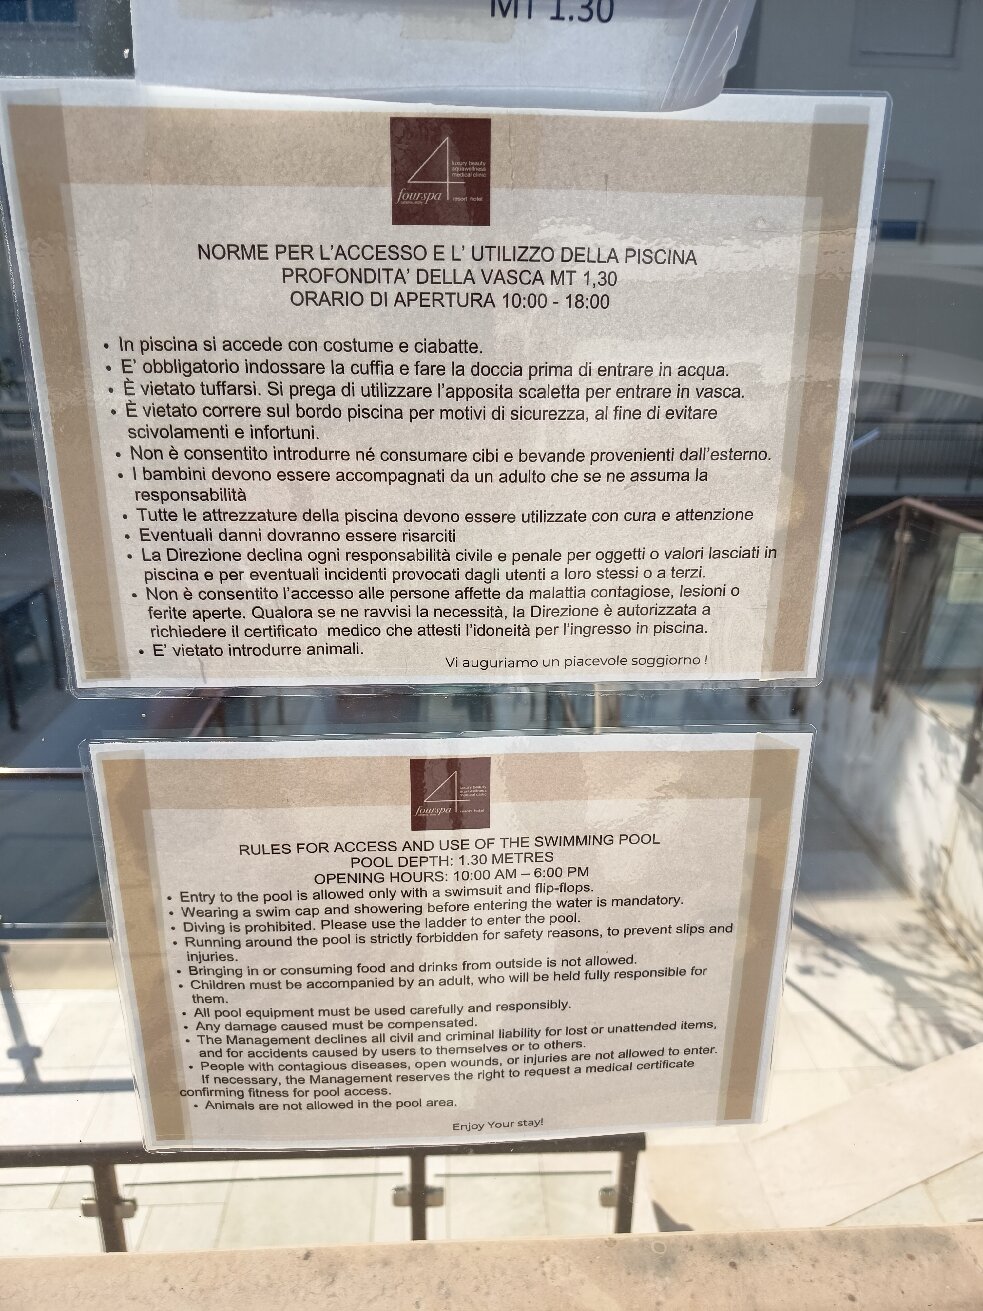 MT 1.30
4
luxury beauty
aquawellness
medical clinic
fourspa
resort hotel
NORME PER L'ACCESSO E L' UTILIZZO DELLA PISCINA
PROFONDITA' DELLA VASCA MT 1,30
ORARIO DI APERTURA 10:00 - 18:00
• In piscina si accede con costume e ciabatte.
• E' obbligatorio indossare la cuffia e fare la doccia prima di entrare in acqua.
• È vietato tuffarsi. Si prega di utilizzare l'apposita scaletta per entrare in vasca.
• È vietato correre sul bordo piscina per motivi di sicurezza, al fine di evitare
scivolamenti e infortuni.
• Non è consentito introdurre né consumare cibi e bevande provenienti dall'esterno.
• I bambini devono essere accompagnati da un adulto che se ne assuma la
responsabilità
• Tutte le attrezzature della piscina devono essere utilizzate con cura e attenzione
• Eventuali danni dovranno essere risarciti
• La Direzione declina ogni responsabilità civile e penale per oggetti o valori lasciati in
piscina e per eventuali incidenti provocati dagli utenti a loro stessi o a terzi.
• Non è consentito l'accesso alle persone affette da malattia contagiose, lesioni o
ferite aperte. Qualora se ne ravvisi la necessità, la Direzione è autorizzata a
richiedere il certificato medico che attesti l'idoneità per l'ingresso in piscina.
• E' vietato introdurre animali.
Vi auguriamo un piacevole soggiorno !
4
fourspa
RULES FOR ACCESS AND USE OF THE SWIMMING POOL
POOL DEPTH: 1.30 METRES
OPENING HOURS: 10:00 AM – 6:00 PM
• Entry to the pool is allowed only with a swimsuit and flip-flops.
• Wearing a swim cap and showering before entering the water is mandatory.
• Diving is prohibited. Please use the ladder to enter the pool.
• Running around the pool is strictly forbidden for safety reasons, to prevent slips and
injuries.
• Bringing in or consuming food and drinks from outside is not allowed.
• Children must be accompanied by an adult, who will be held fully responsible for
them.
• All pool equipment must be used carefully and responsibly.
• Any damage caused must be compensated.
• The Management declines all civil and criminal liability for lost or unattended items,
and for accidents caused by users to themselves or to others.
• People with contagious diseases, open wounds, or injuries are not allowed to enter.
If necessary, the Management reserves the right to request a medical certificate
confirming fitness for pool access.
• Animals are not allowed in the pool area.
Enjoy Your stay!